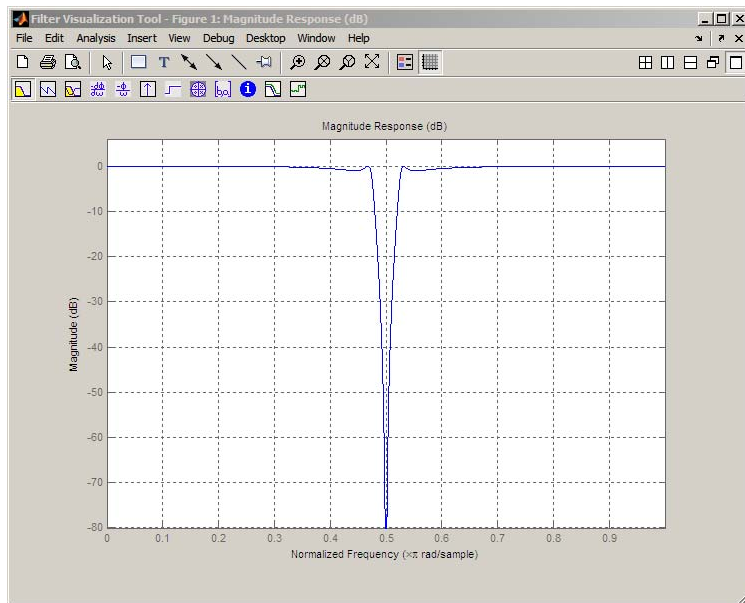 Filter Visualization Tool - Figure 1: Magnitude Response (dB)
File Edit Analysis Insert View Debug Desktop Window Help
T
[b,a]
i
Magnitude Response (dB)
0
-10
-20
-30
-40
-50
-60
-70
-80
Magnitude (dB)
0 0.1 0.2 0.3 0.4 0.5 0.6 0.7 0.8 0.9
Normalized Frequency (×π rad/sample)